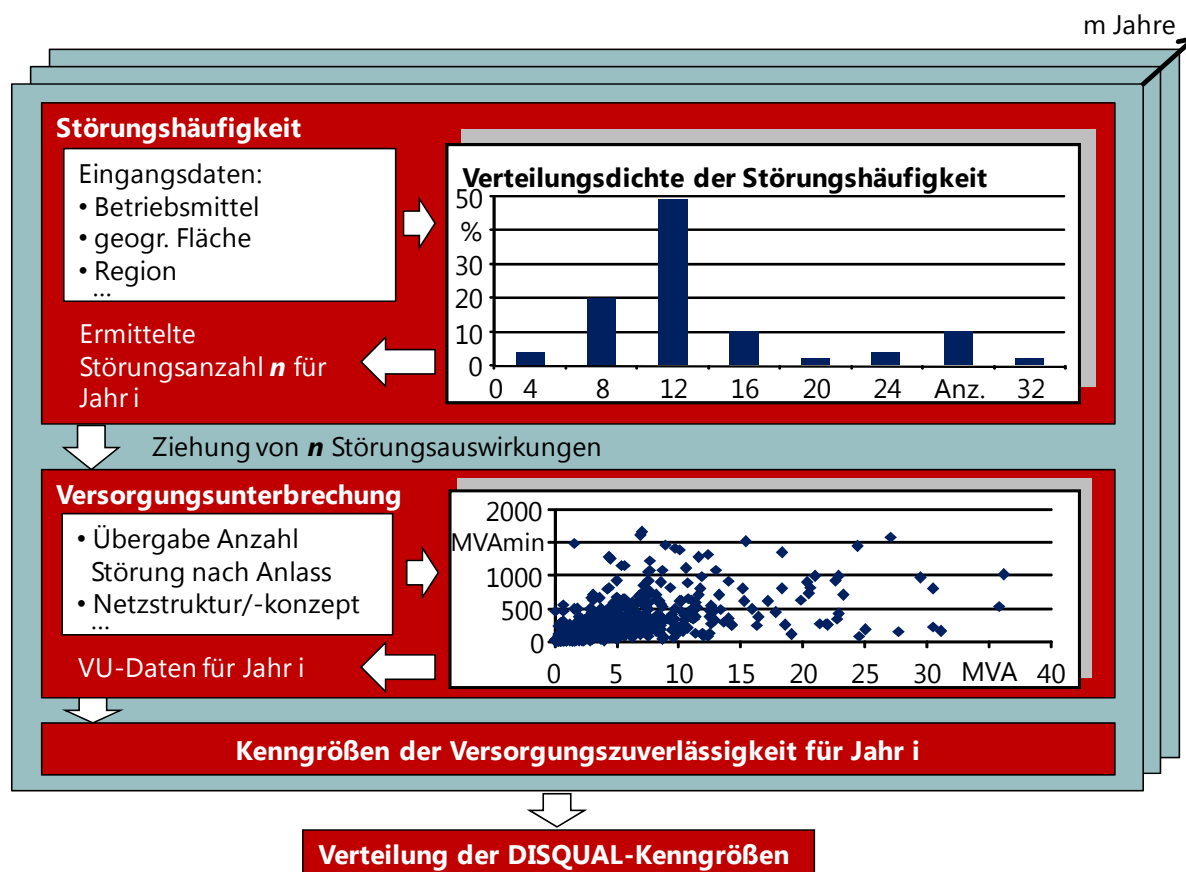 m Jahre
Störungshäufigkeit
Eingangsdaten:
• Betriebsmittel
• geogr. Fläche
• Region
...
Ermittelte
Störungsanzahl n für
Jahr i
Verteilungsdichte der Störungshäufigkeit
50
%
30
20
10
0
0 4 8 12 16 20 24 Anz. 32
Ziehung von n Störungsauswirkungen
Versorgungsunterbrechung
• Übergabe Anzahl
Störung nach Anlass
• Netzstruktur/-konzept
...
VU-Daten für Jahr i
2000
MVAmin
1000
500
0
0 5 10 15 20 25 30 MVA 40
Kenngrößen der Versorgungszuverlässigkeit für Jahr i
Verteilung der DISQUAL-Kenngrößen